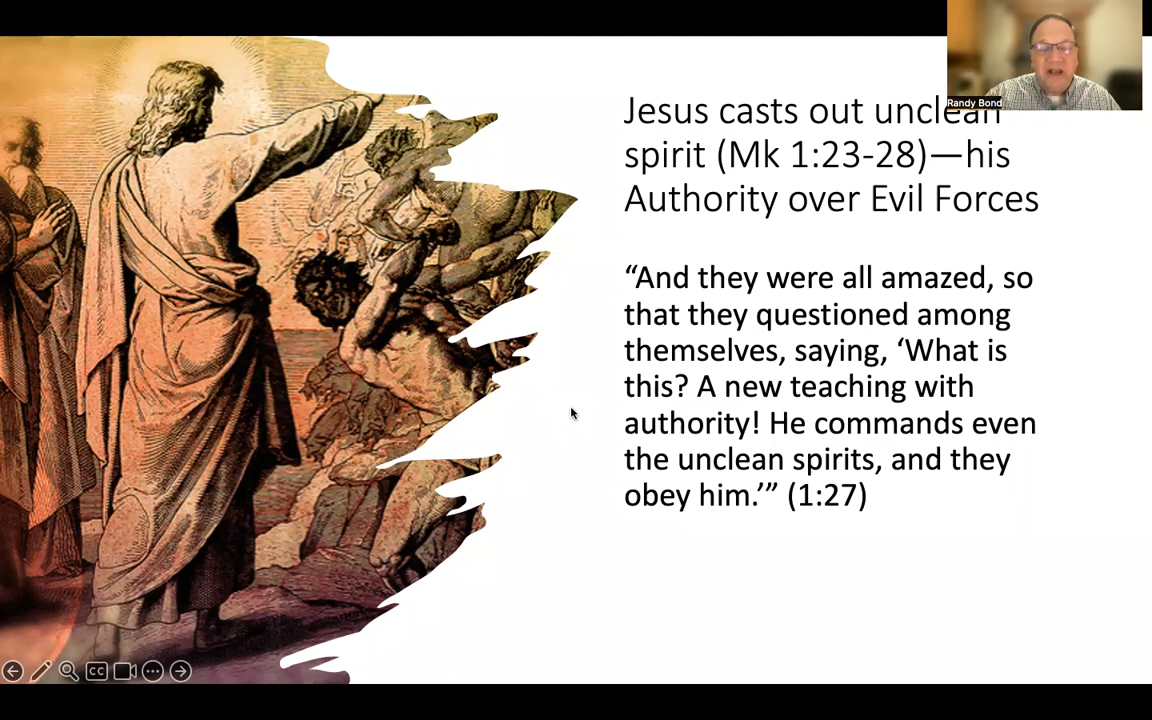 Randy Bond
Jesus casts out unclean
spirit (Mk 1:23-28)—his
Authority over Evil Forces
“And they were all amazed, so
that they questioned among
themselves, saying, ‘What is
this? A new teaching with
authority! He commands even
the unclean spirits, and they
obey him.’” (1:27)
CC